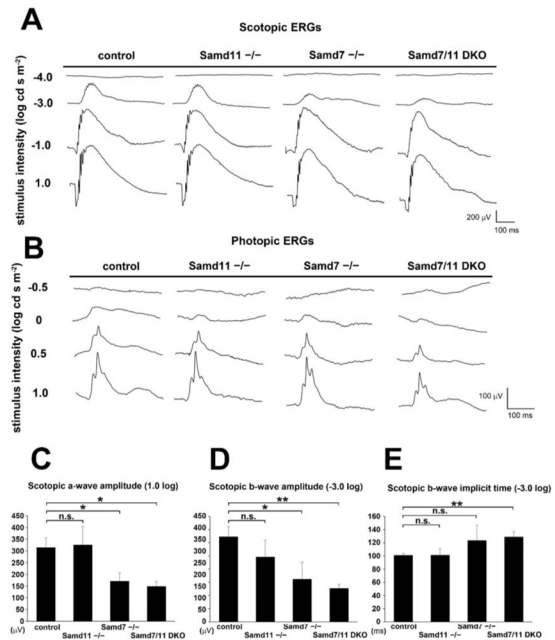 A
Scotopic ERGs
control Samd11 −/− Samd7 −/− Samd7/11 DKO
stimulus intensity (log cd s m-2)
-4.0
-3.0
-1.0
1.0
200 μV
100 ms
B
Photopic ERGs
control Samd11 −/− Samd7 −/− Samd7/11 DKO
stimulus intensity (log cd s m-2)
-0.5
0
0.5
1.0
100 μV
100 ms
C
Scotopic a-wave amplitude (1.0 log)
*
*
n.s.
450
400
350
300
250
200
150
100
50
0
(μV)
control Samd7 −/−
Samd11 −/− Samd7/11 DKO
D
Scotopic b-wave amplitude (-3.0 log)
**
*
n.s.
450
400
350
300
250
200
150
100
50
0
(μV)
control Samd7 −/−
Samd11 −/− Samd7/11 DKO
E
Scotopic b-wave implicit time (-3.0 log)
**
n.s.
n.s.
160
140
120
100
80
60
40
20
0
(ms)
control Samd7 −/−
Samd11 −/− Samd7/11 DKO